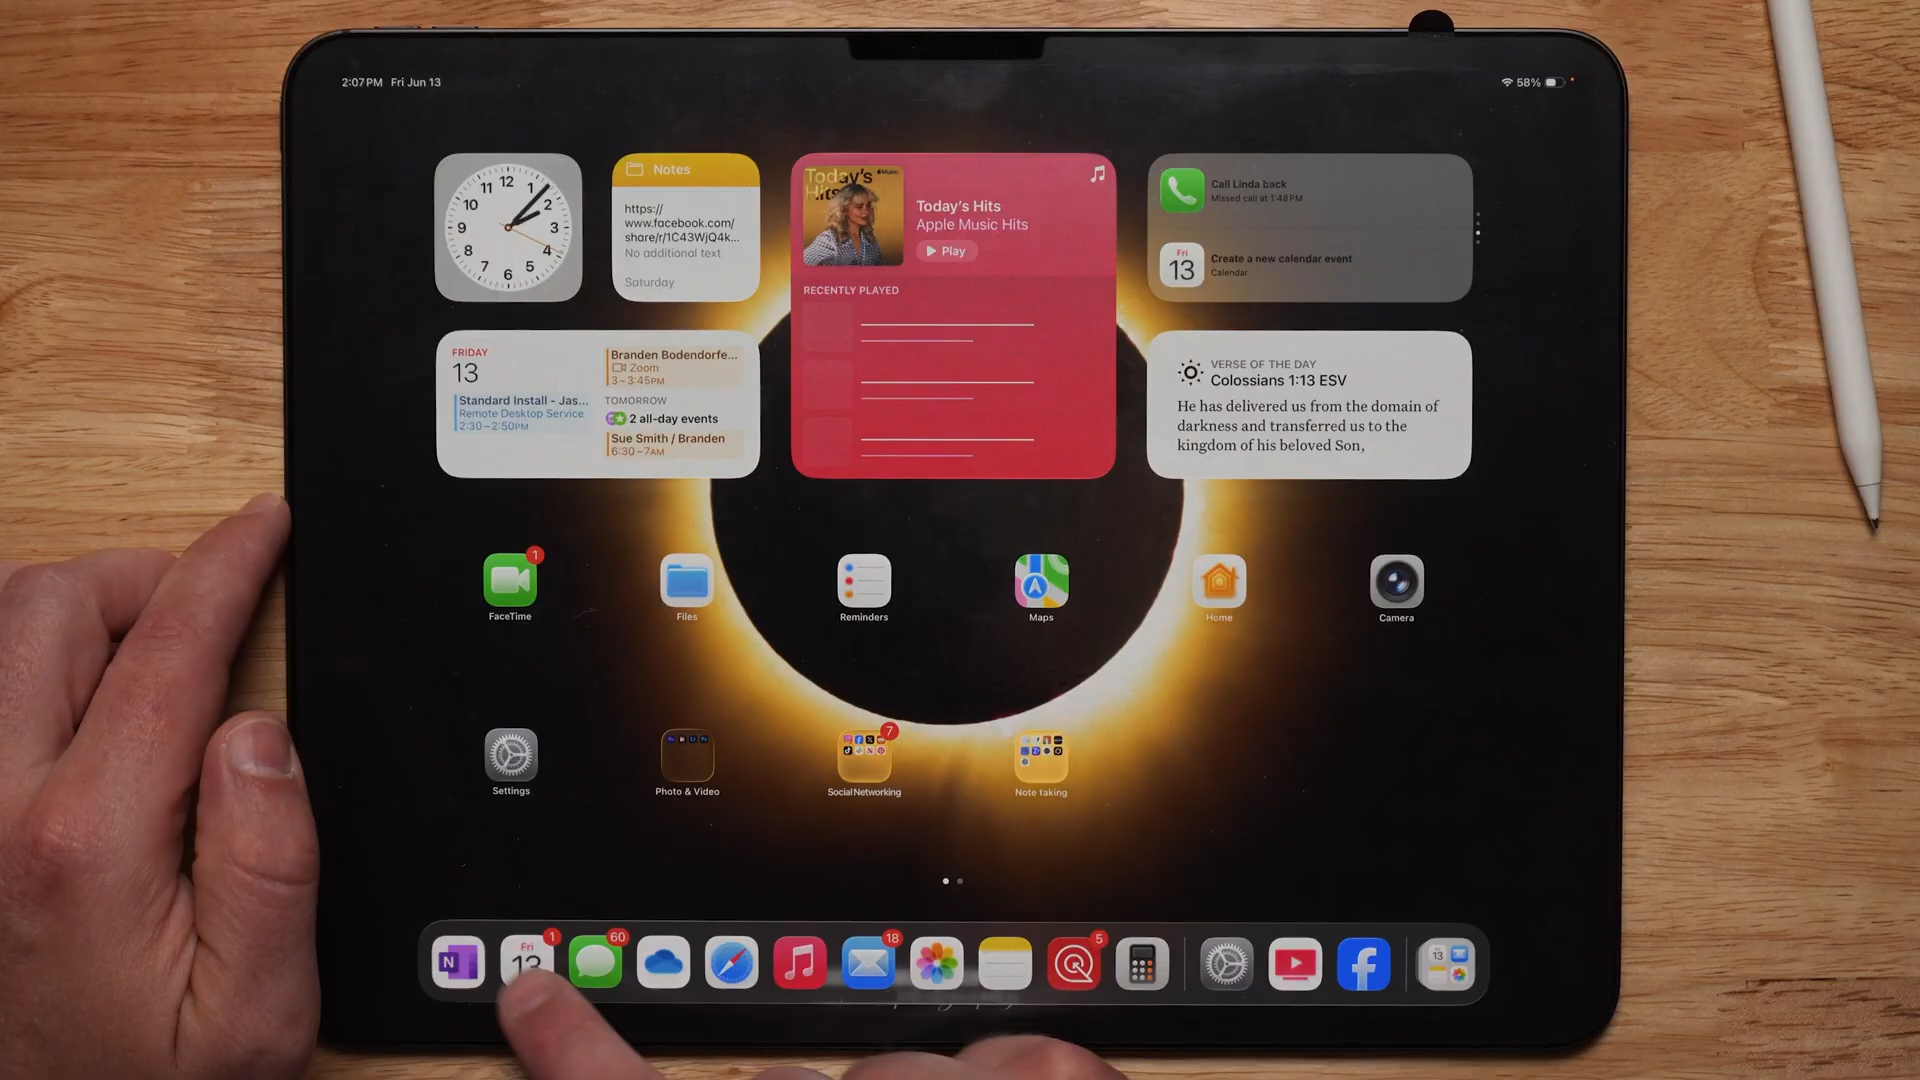 2:07 PM Fri Jun 13
58%
12
1
2
3
4
5
6
7
8
9
10
11
Notes
https://
www.facebook.com/
share/r/1C43WjQ4k...
No additional text
Saturday
Today's
Hits
Music
Today's Hits
Apple Music Hits
Play
RECENTLY PLAYED
Call Linda back
Missed call at 1:48 PM
Fri
13
Create a new calendar event
Calendar
FRIDAY
13
Standard Install - Jas...
Remote Desktop Service
2:30–2:50PM
Branden Bodendorfe...
Zoom
3–3:45PM
TOMORROW
2 all-day events
Sue Smith / Branden
6:30–7AM
VERSE OF THE DAY
Colossians 1:13 ESV
He has delivered us from the domain of
darkness and transferred us to the
kingdom of his beloved Son,
1
FaceTime
Files
Reminders
Maps
Home
Camera
Settings
Photo & Video
7
Social Networking
Note taking
N
Fri
13
1
60
18
5
13